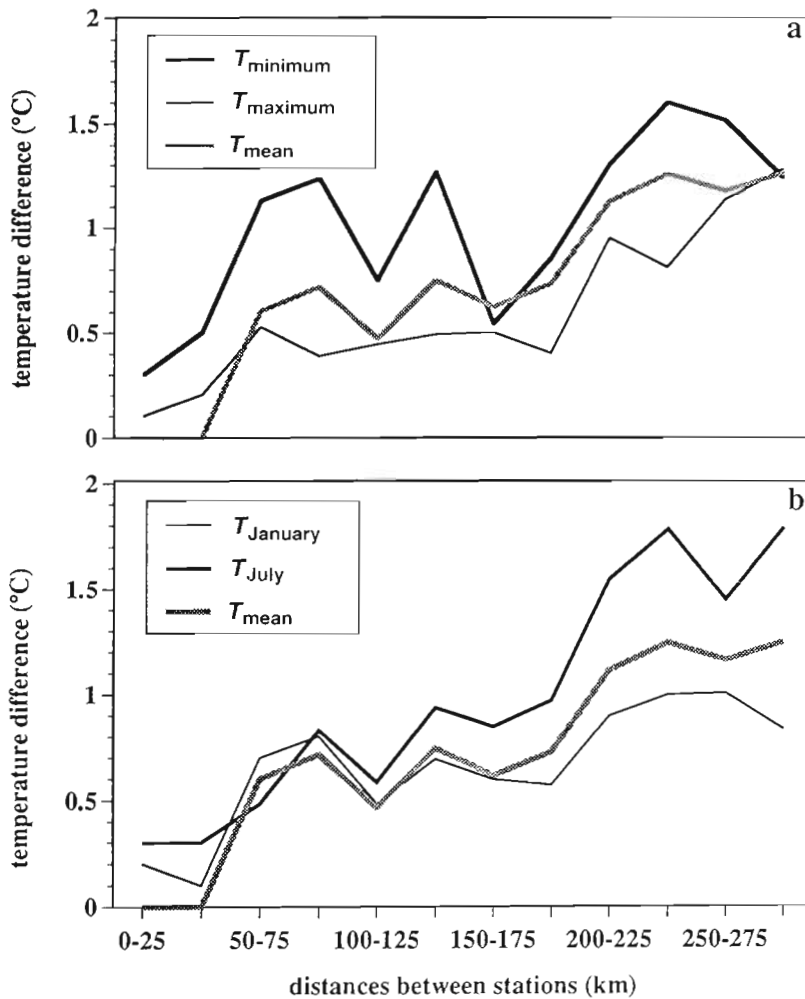 a
T minimum
T maximum
T mean
temperature difference (°C)
2
1.5
1
0.5
0
b
T January
T July
T mean
temperature difference (°C)
2
1.5
1
0.5
0
0-25 50-75 100-125 150-175 200-225 250-275
distances between stations (km)